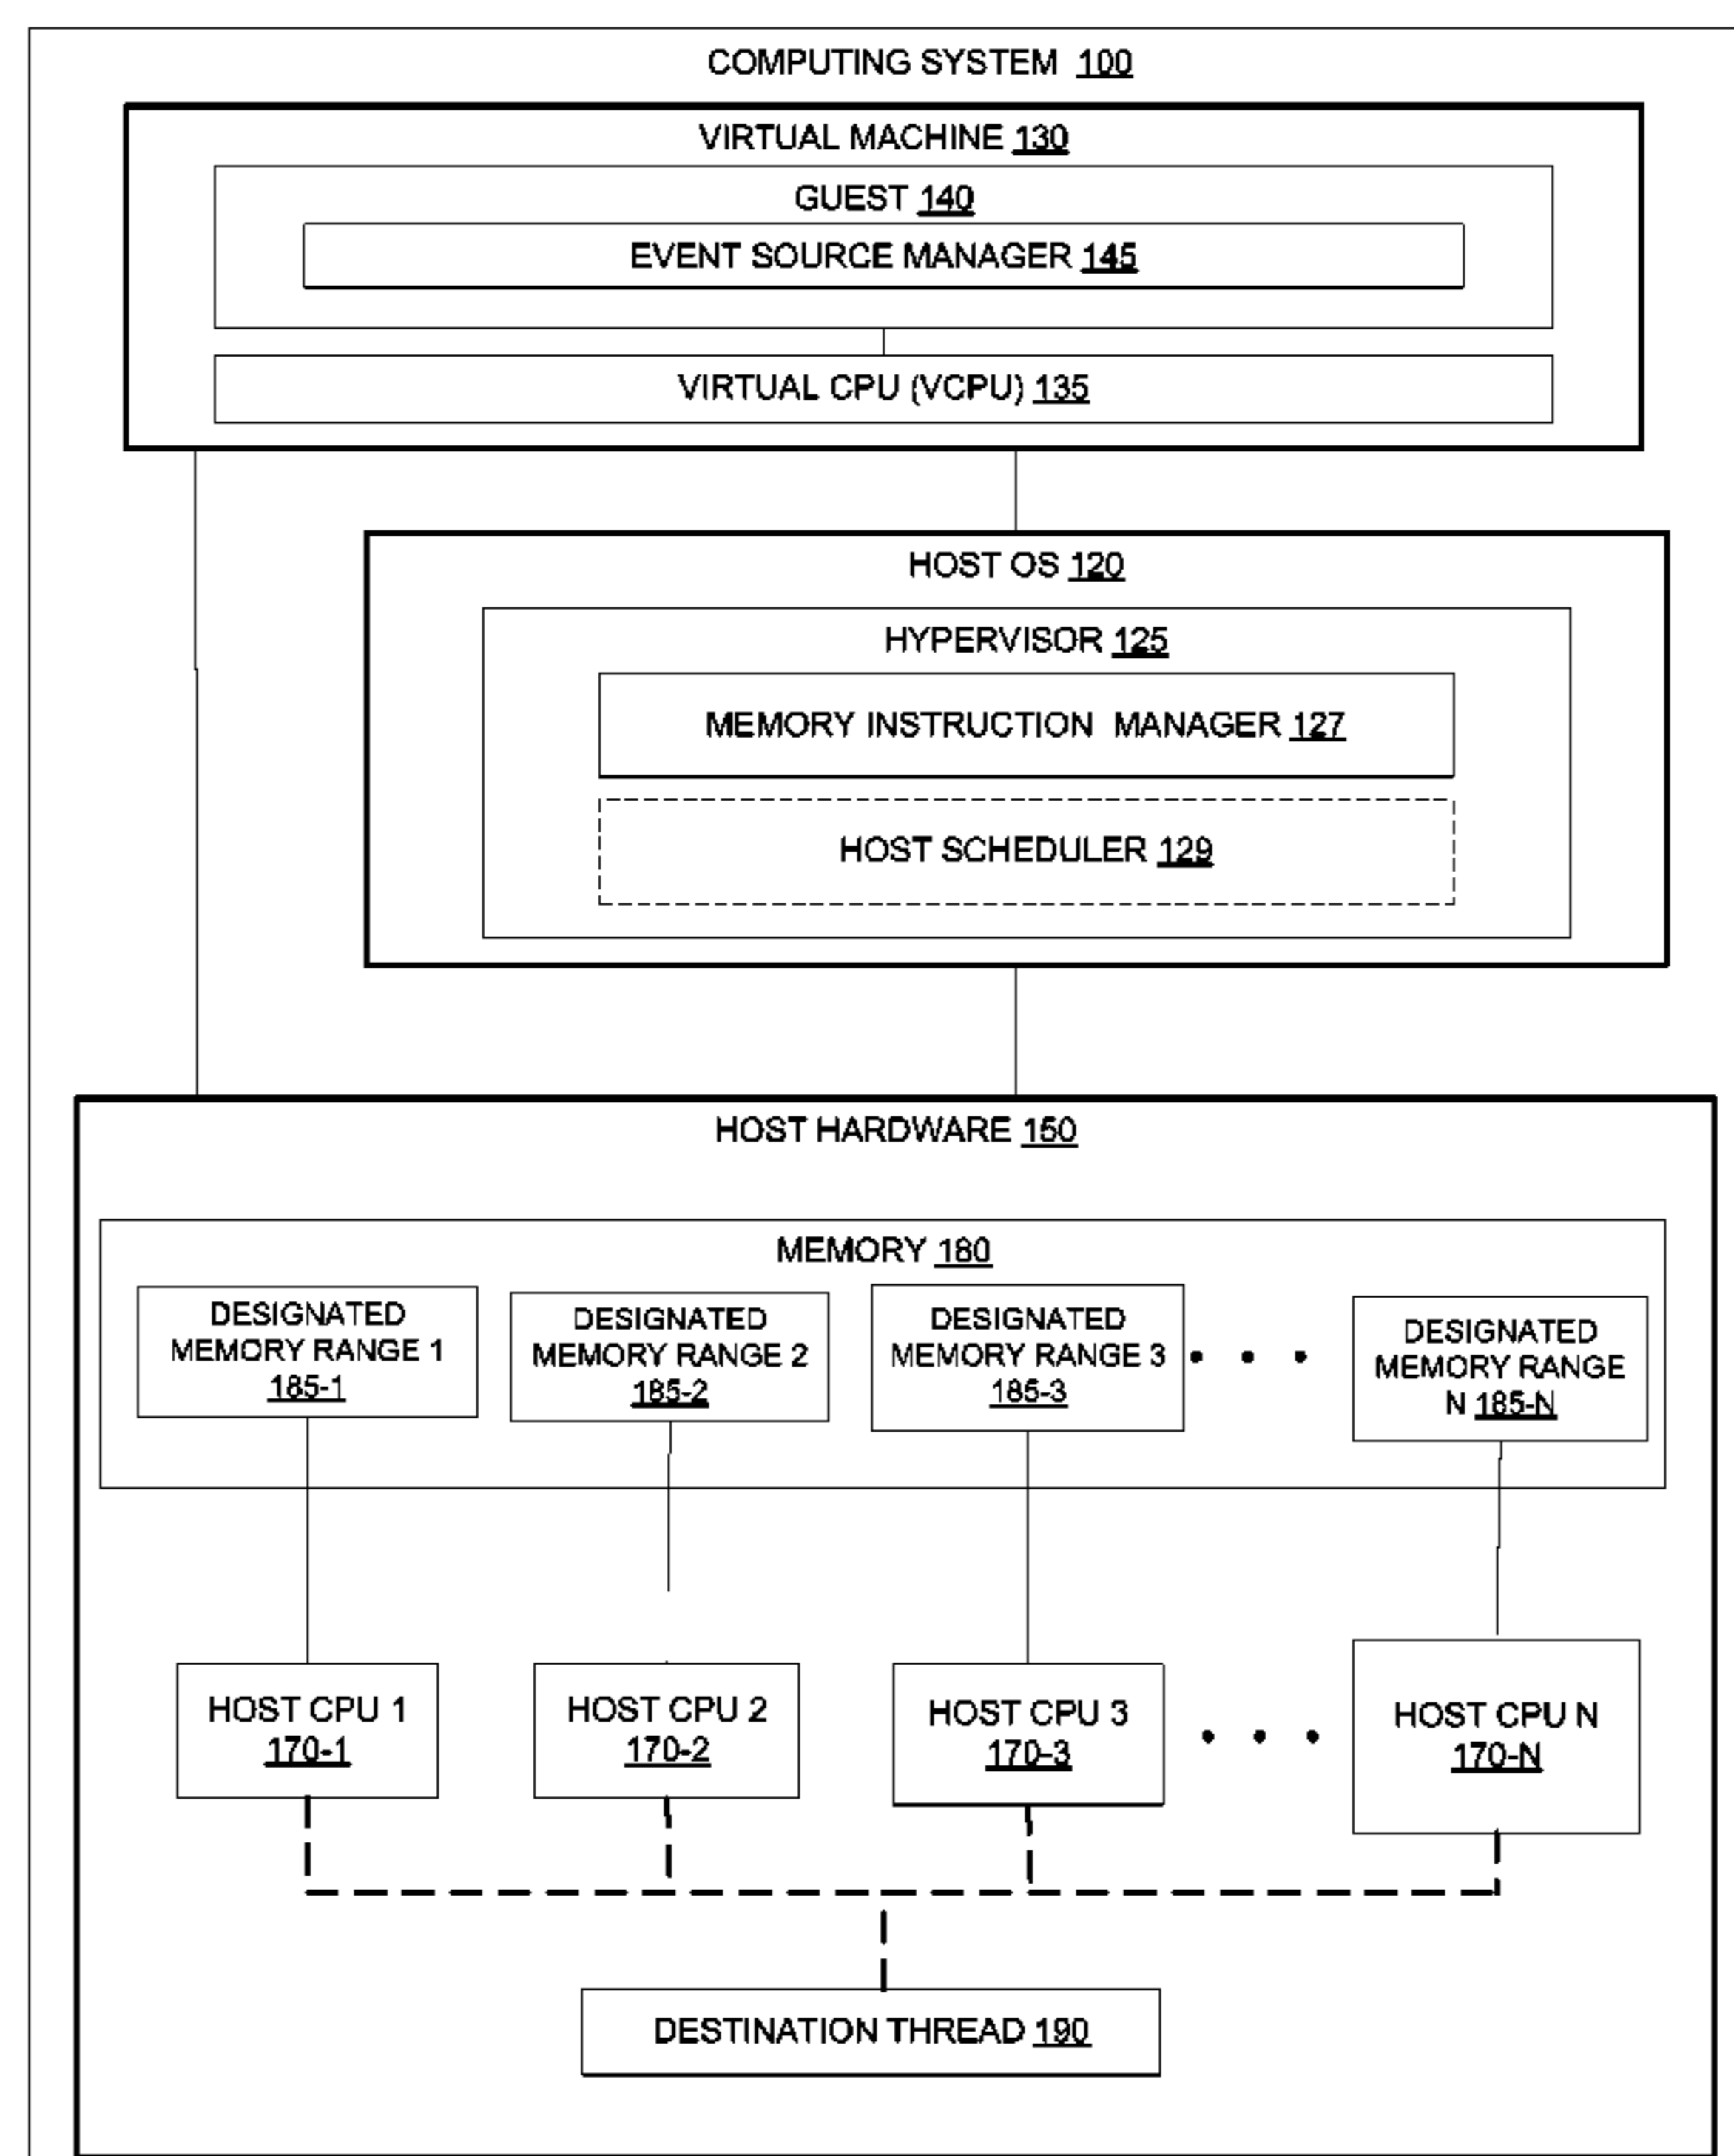 COMPUTING SYSTEM 100
VIRTUAL MACHINE 130
GUEST 140
EVENT SOURCE MANAGER 145
VIRTUAL CPU (VCPU) 135
HOST OS 120
HYPERVISOR 125
MEMORY INSTRUCTION MANAGER 127
HOST SCHEDULER 129
HOST HARDWARE 150
MEMORY 180
DESIGNATED
MEMORY RANGE 1
185-1
DESIGNATED
MEMORY RANGE 2
185-2
DESIGNATED
MEMORY RANGE 3
185-3
• • •
DESIGNATED
MEMORY RANGE
N 185-N
HOST CPU 1
170-1
HOST CPU 2
170-2
HOST CPU 3
170-3
• • •
HOST CPU N
170-N
DESTINATION THREAD 190